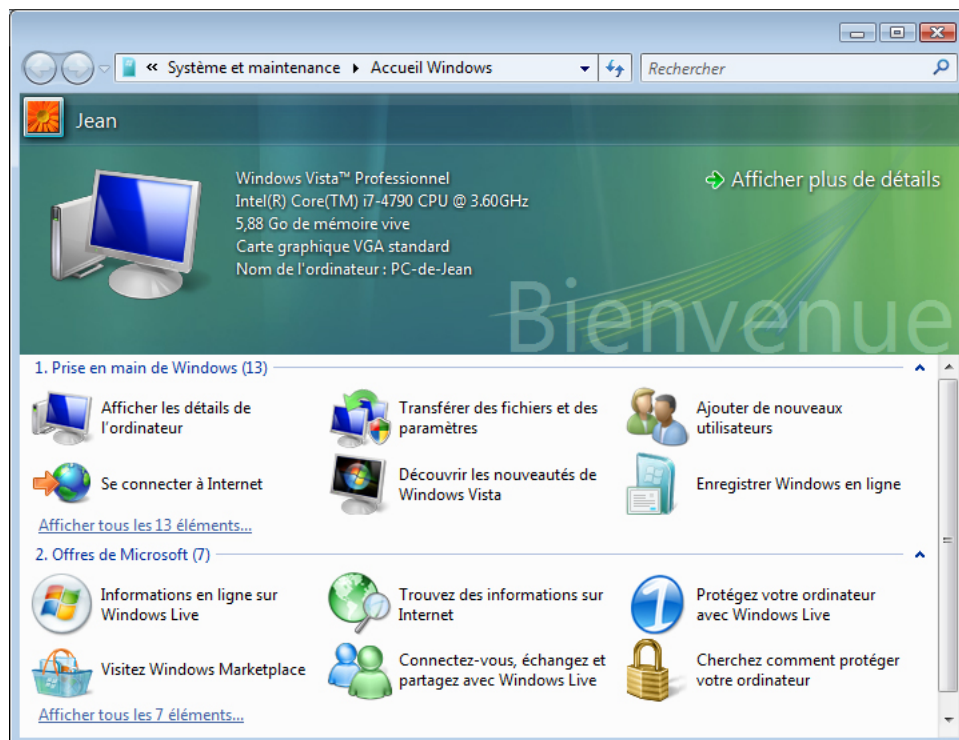 « Système et maintenance ▸ Accueil Windows
Rechercher
Jean
Windows Vista™ Professionnel
Intel(R) Core(TM) i7-4790 CPU @ 3.60GHz
5,88 Go de mémoire vive
Carte graphique VGA standard
Nom de l'ordinateur : PC-de-Jean
Afficher plus de détails
Bienvenue
1. Prise en main de Windows (13)
Afficher les détails de
l'ordinateur
Transférer des fichiers et des
paramètres
Ajouter de nouveaux
utilisateurs
Se connecter à Internet
Découvrir les nouveautés de
Windows Vista
Enregistrer Windows en ligne
Afficher tous les 13 éléments...
2. Offres de Microsoft (7)
Informations en ligne sur
Windows Live
Trouvez des informations sur
Internet
Protégez votre ordinateur
avec Windows Live
Visitez Windows Marketplace
Connectez-vous, échangez et
partagez avec Windows Live
Cherchez comment protéger
votre ordinateur
Afficher tous les 7 éléments...